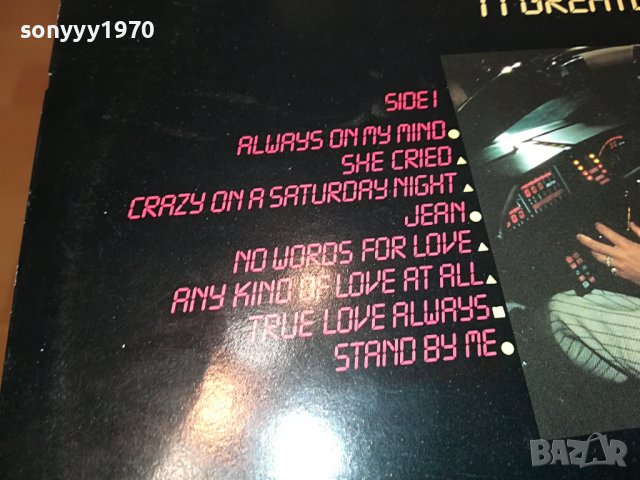 sonyyy1970
SIDE 1
ALWAYS ON MY MIND
SHE CRIED
CRAZY ON A SATURDAY NIGHT
JEAN
NO WORDS FOR LOVE
ANY KIND OF LOVE AT ALL
TRUE LOVE ALWAYS
STAND BY ME
BAZAR